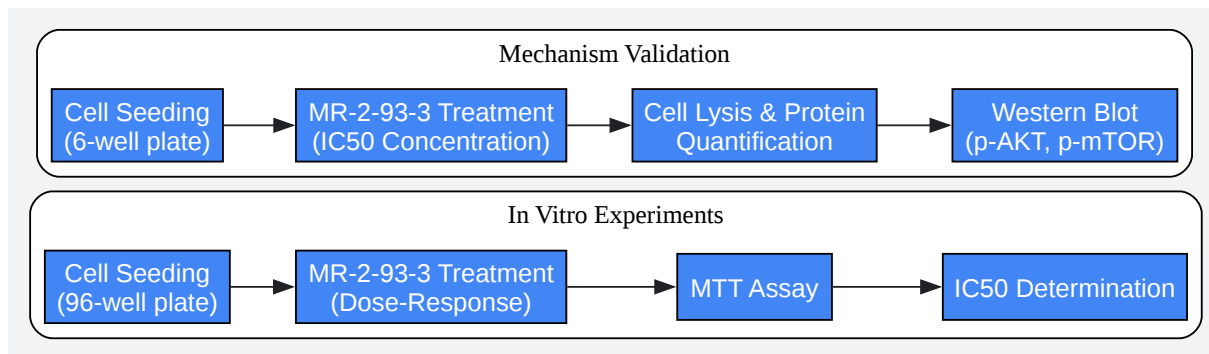 Mechanism Validation
Cell Seeding
(6-well plate)
MR-2-93-3 Treatment
(IC50 Concentration)
Cell Lysis & Protein
Quantification
Western Blot
(p-AKT, p-mTOR)
In Vitro Experiments
Cell Seeding
(96-well plate)
MR-2-93-3 Treatment
(Dose-Response)
MTT Assay
IC50 Determination